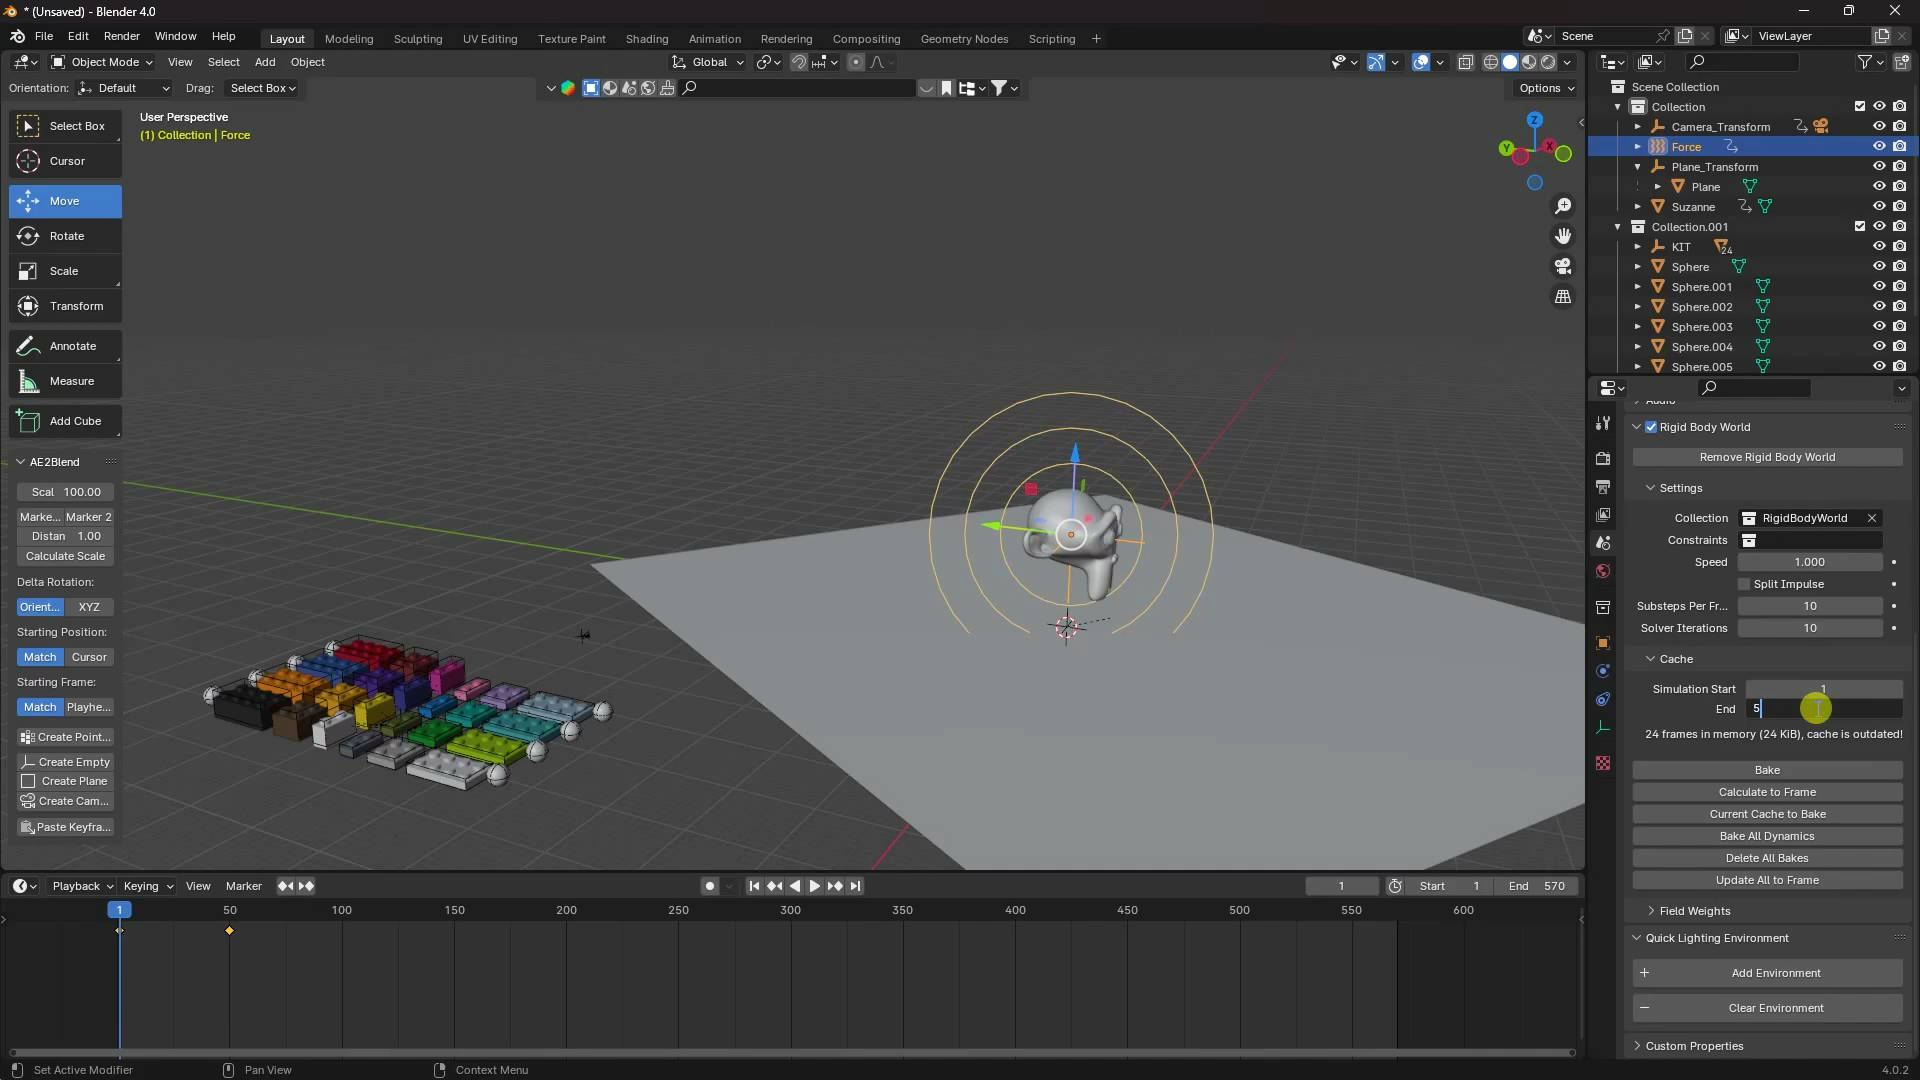 * (Unsaved) - Blender 4.0
File Edit Render Window Help
Layout Modeling Sculpting UV Editing Texture Paint Shading Animation Rendering Compositing Geometry Nodes Scripting +
Scene
ViewLayer
Object Mode View Select Add Object
Global
Orientation: Default Drag: Select Box
Options
User Perspective
(1) Collection | Force
Z
Y
X
Select Box
Cursor
Move
Rotate
Scale
Transform
Annotate
Measure
Add Cube
AE2Blend
Scal 100.00
Marke... Marker 2
Distan 1.00
Calculate Scale
Delta Rotation:
Orient... XYZ
Starting Position:
Match Cursor
Starting Frame:
Match Playhe...
Create Point...
Create Empty
Create Plane
Create Cam...
Paste Keyfra...
Scene Collection
Collection
Camera_Transform
Force
Plane_Transform
Plane
Suzanne
Collection.001
KIT 24
Sphere
Sphere.001
Sphere.002
Sphere.003
Sphere.004
Sphere.005
Audio
Rigid Body World
Remove Rigid Body World
Settings
Collection RigidBodyWorld
Constraints
Speed 1.000
Split Impulse
Substeps Per Fr... 10
Solver Iterations 10
Cache
Simulation Start 1
End 5
24 frames in memory (24 KiB), cache is outdated!
Bake
Calculate to Frame
Current Cache to Bake
Bake All Dynamics
Delete All Bakes
Update All to Frame
Field Weights
Quick Lighting Environment
Add Environment
Clear Environment
Custom Properties
Playback Keying View Marker
1 Start 1 End 570
1 50 100 150 200 250 300 350 400 450 500 550 600
Set Active Modifier Pan View Context Menu
4.0.2